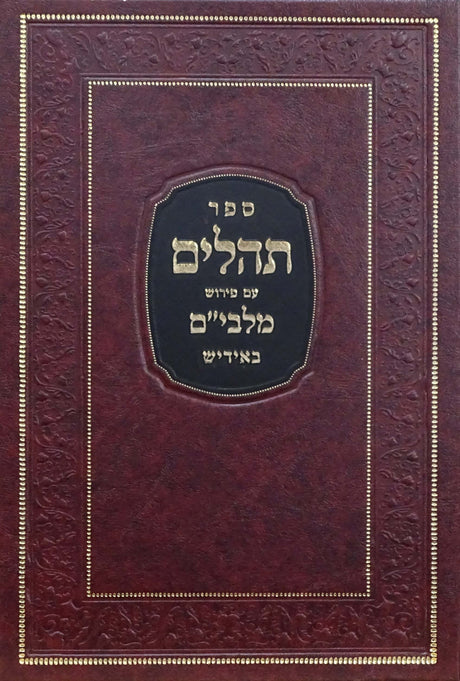 ספר
תהלים
עם פירוש
מלבי״ם
באידיש